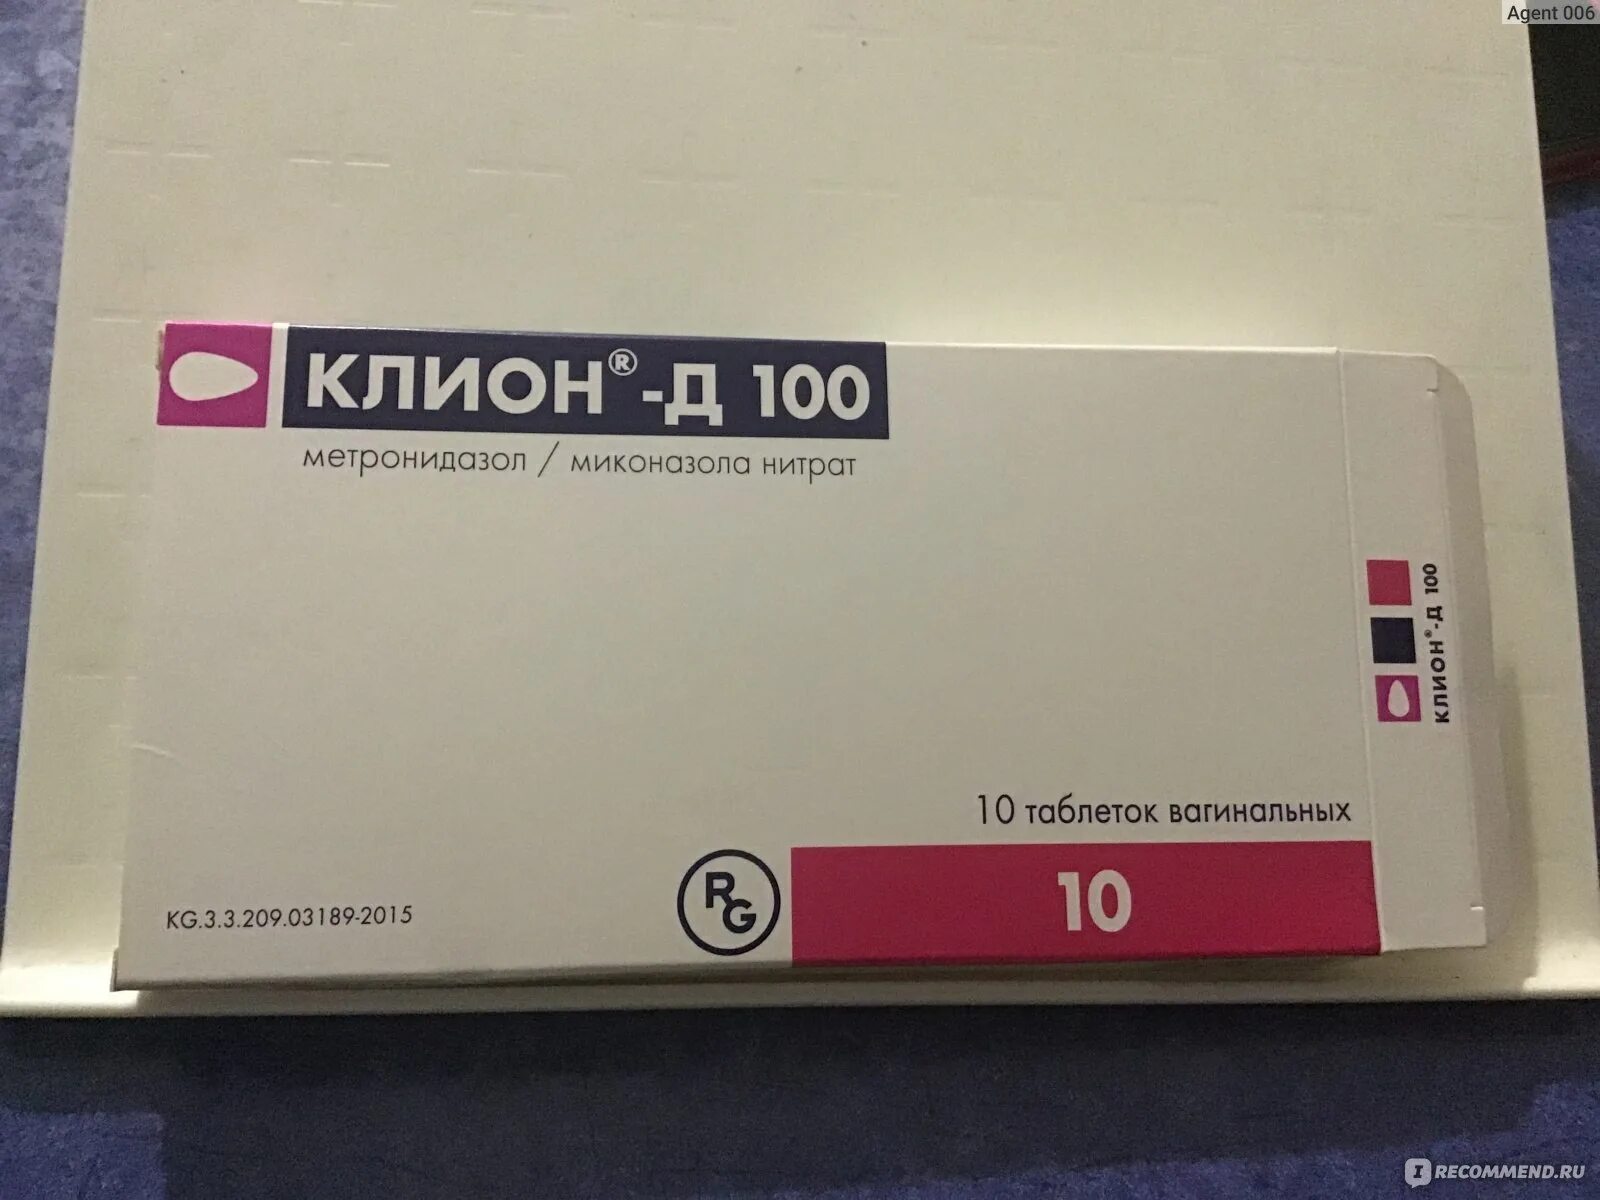 Agent 006
КЛИОН®-Д 100
метронидазол / миконазола нитрат
КЛИОН®-Д 100
10 таблеток вагинальных
RG
10
KG.3.3.209.03189-2015
IRECOMMEND.RU